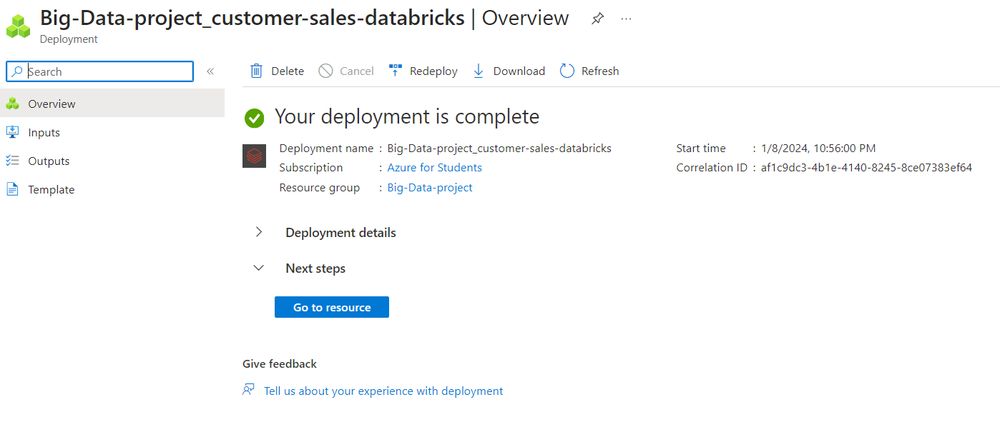 Big-Data-project_customer-sales-databricks | Overview
Deployment
Search
Overview
Inputs
Outputs
Template
Delete Cancel Redeploy Download Refresh
Your deployment is complete
Deployment name : Big-Data-project_customer-sales-databricks
Subscription : Azure for Students
Resource group : Big-Data-project
Start time : 1/8/2024, 10:56:00 PM
Correlation ID : af1c9dc3-4b1e-4140-8245-8ce07383ef64
Deployment details
Next steps
Go to resource
Give feedback
Tell us about your experience with deployment